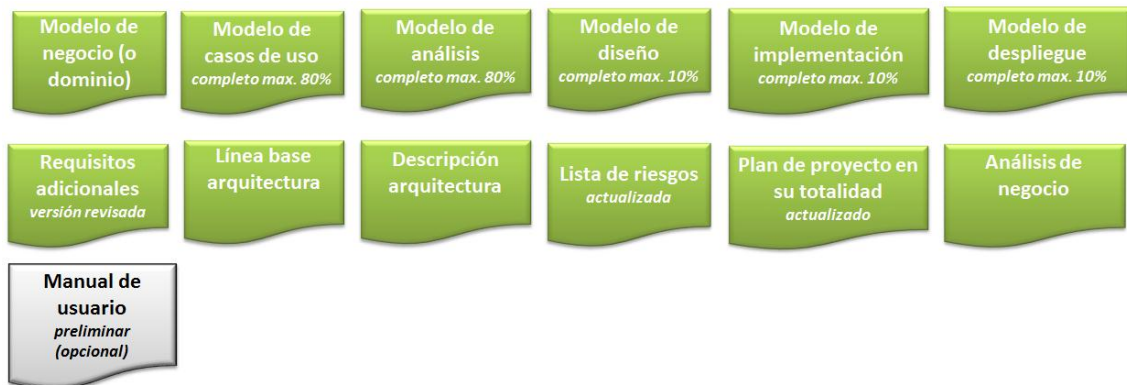 Modelo de
negocio (o
dominio)
Modelo de
casos de uso
completo max. 80%
Modelo de
análisis
completo max. 80%
Modelo de
diseño
completo max. 10%
Modelo de
implementación
completo max. 10%
Modelo de
despliegue
completo max. 10%
Requisitos
adicionales
versión revisada
Línea base
arquitectura
Descripción
arquitectura
Lista de riesgos
actualizada
Plan de proyecto en
su totalidad
actualizado
Análisis de
negocio
Manual de
usuario
preliminar
(opcional)